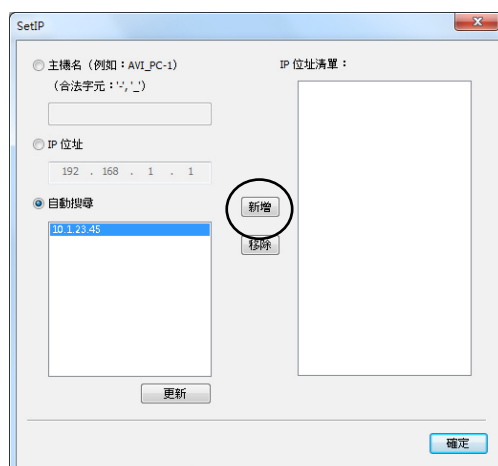 SetIP
主機名（例如：AVI_PC-1）
（合法字元：'-', '_'）
IP 位址
192 . 168 . 1 . 1
自動搜尋
10.1.23.45
更新
新增
移除
IP 位址清單：
確定